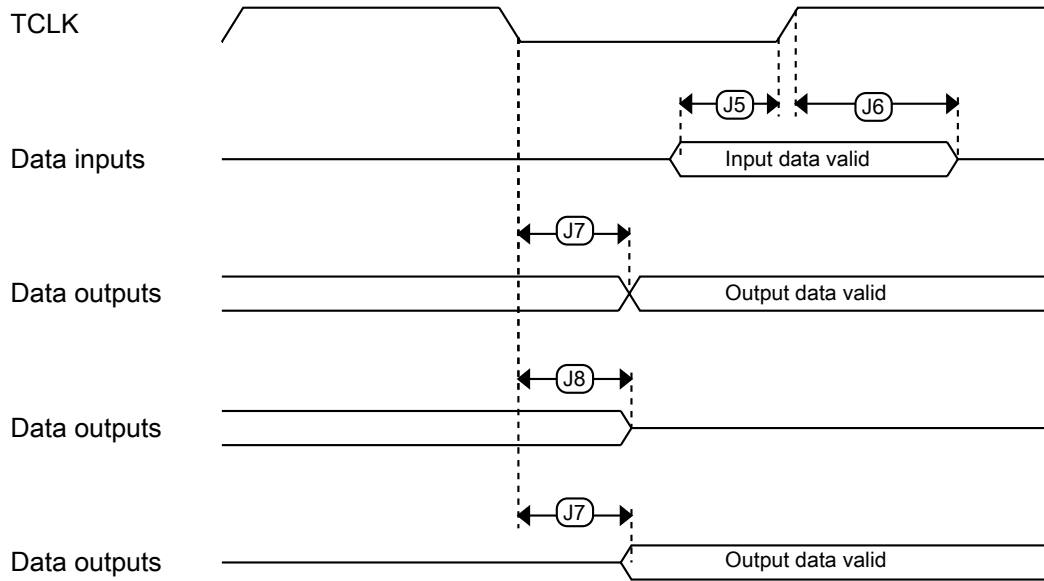 TCLK
J5
J6
Data inputs
Input data valid
J7
Data outputs
Output data valid
J8
Data outputs
J7
Data outputs
Output data valid